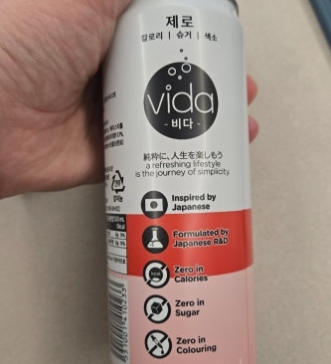 제로
칼로리 | 슈거 | 색소
vida
- 비다 -
純粋に、人生を楽しもう
a refreshing lifestyle
is the journey of simplicity.
Inspired by
Japanese
Formulated by
Japanese R&D
Zero in
Calories
Zero in
Sugar
Zero in
Colouring